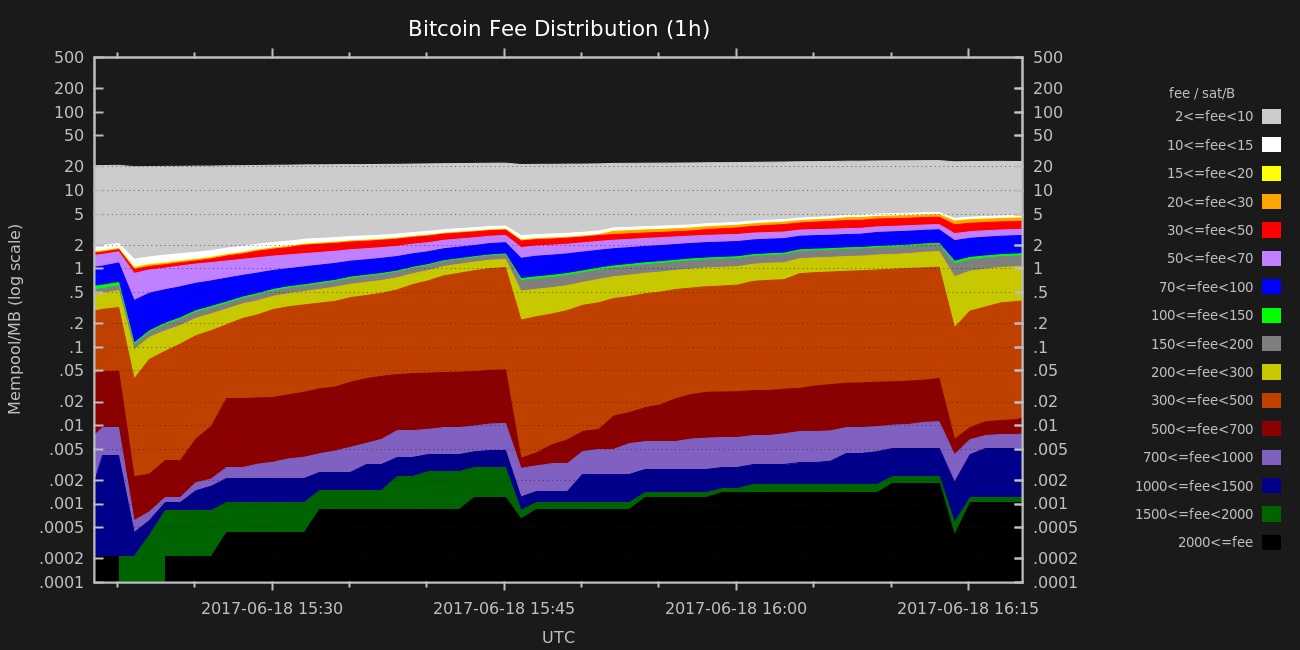 Bitcoin Fee Distribution (1h)
Mempool/MB (log scale)
500
200
100
50
20
10
5
2
1
.5
.2
.1
.05
.02
.01
.005
.002
.001
.0005
.0002
.0001
500
200
100
50
20
10
5
2
1
.5
.2
.1
.05
.02
.01
.005
.002
.001
.0005
.0002
.0001
2017-06-18 15:30
2017-06-18 15:45
2017-06-18 16:00
2017-06-18 16:15
UTC
fee / sat/B
2<=fee<10
10<=fee<15
15<=fee<20
20<=fee<30
30<=fee<50
50<=fee<70
70<=fee<100
100<=fee<150
150<=fee<200
200<=fee<300
300<=fee<500
500<=fee<700
700<=fee<1000
1000<=fee<1500
1500<=fee<2000
2000<=fee